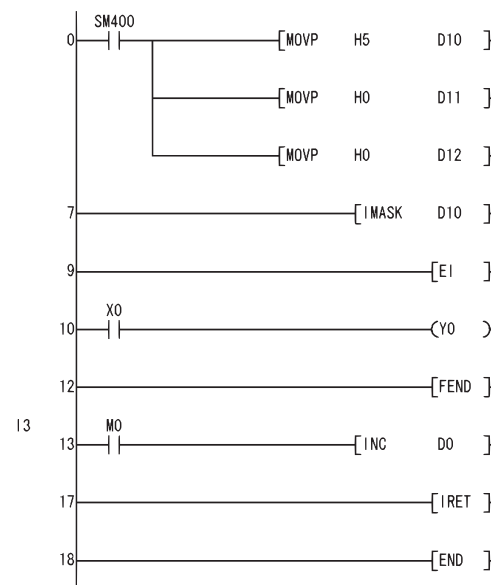 SM400
0 MOVP H5 D10
MOVP H0 D11
MOVP H0 D12
7 IMASK D10
9 EI
X0
10 Y0
12 FEND
I3 M0
13 INC D0
17 IRET
18 END